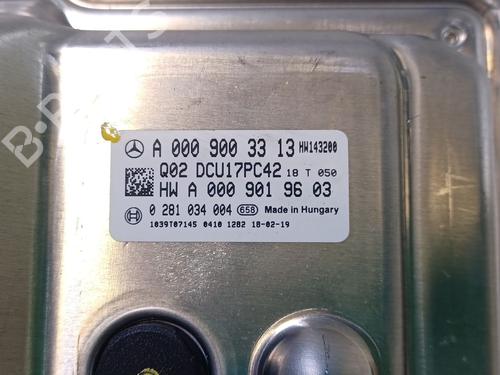 A 000 900 33 13 HW143200
Q02 DCU17PC42 18 T 050
HW A 000 901 96 03
0 281 034 004 658 Made in Hungary
1039T07145 0410 1282 18-02-19